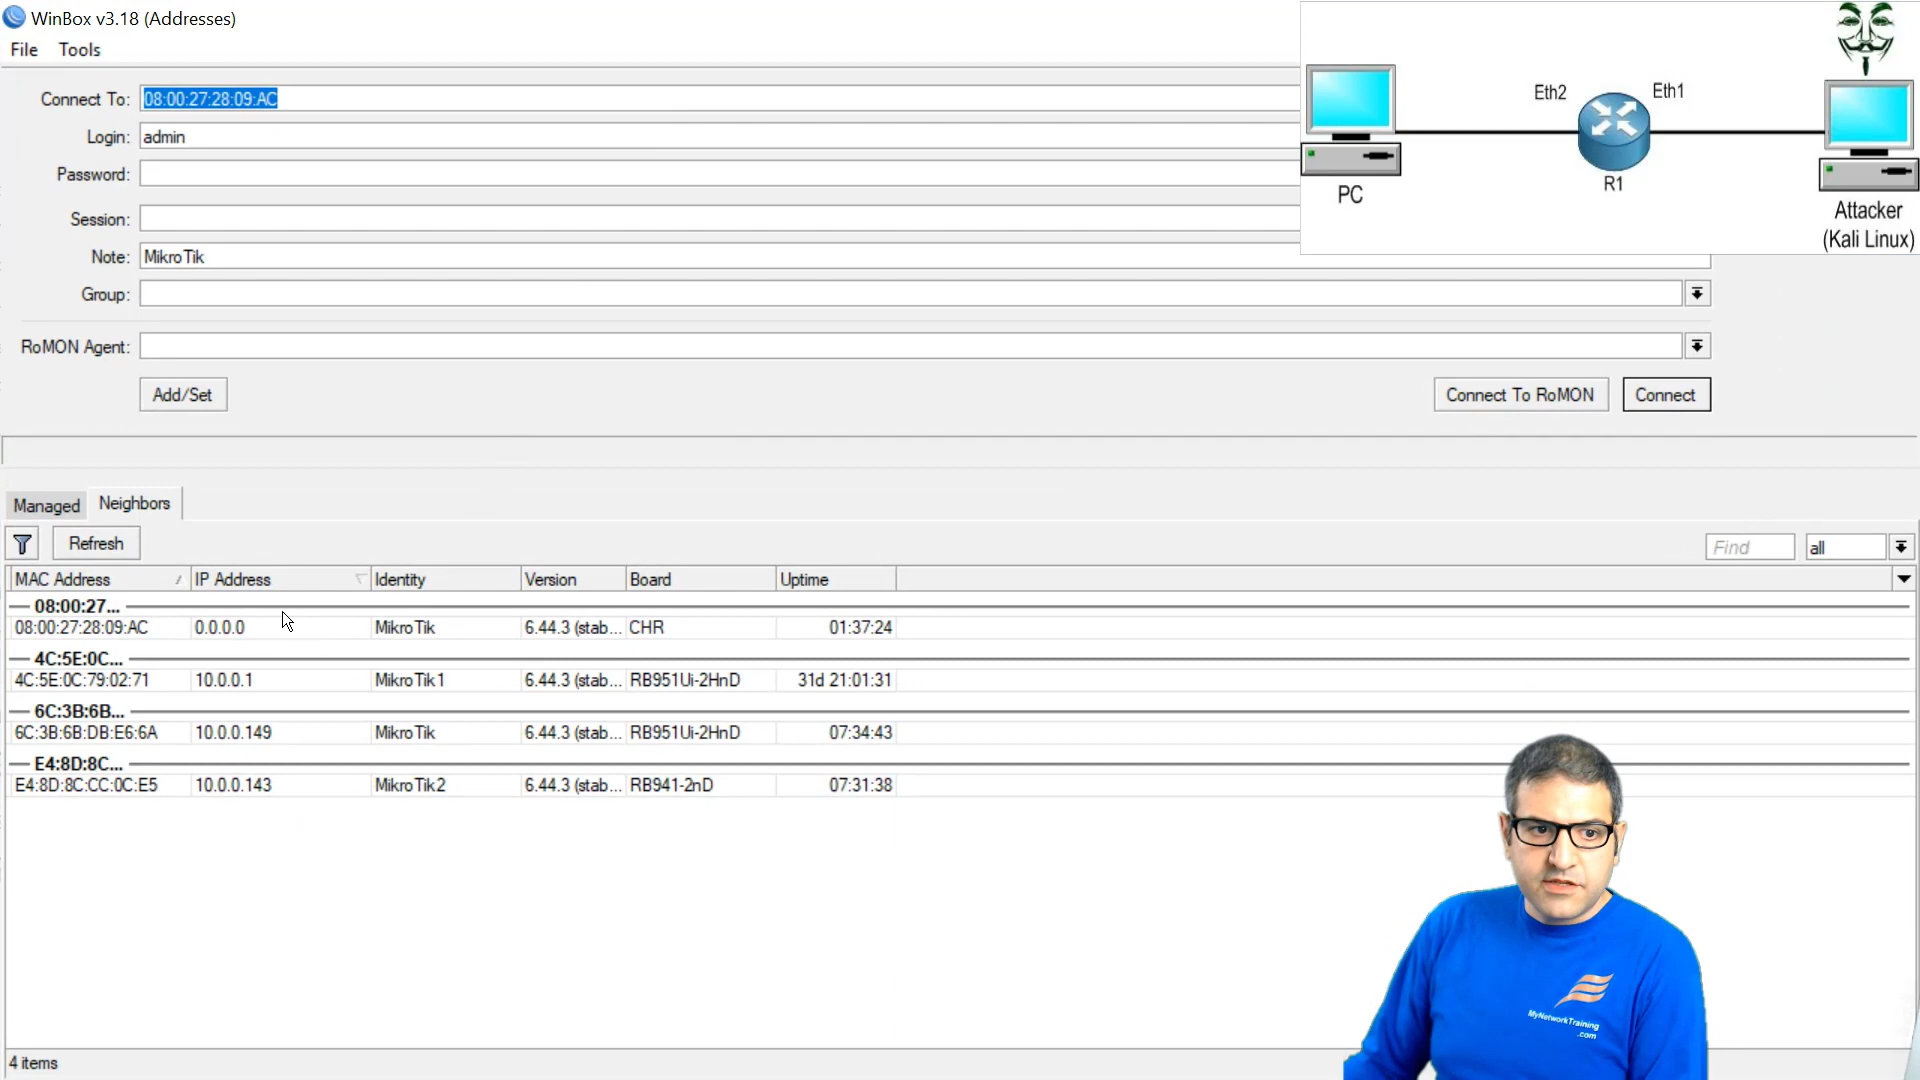 WinBox v3.18 (Addresses)
File Tools
Connect To: 08:00:27:28:09:AC
Login: admin
Password:
Session:
Note: MikroTik
Group:
RoMON Agent:
Add/Set Connect To RoMON Connect
Eth2 Eth1
R1
PC
Attacker
(Kali Linux)
Managed Neighbors
Refresh Find all
MAC Address / IP Address Identity Version Board Uptime
08:00:27...
08:00:27:28:09:AC 0.0.0.0 MikroTik 6.44.3 (stab... CHR 01:37:24
4C:5E:0C...
4C:5E:0C:79:02:71 10.0.0.1 MikroTik1 6.44.3 (stab... RB951Ui-2HnD 31d 21:01:31
6C:3B:6B...
6C:3B:6B:DB:E6:6A 10.0.0.149 MikroTik 6.44.3 (stab... RB951Ui-2HnD 07:34:43
E4:8D:8C...
E4:8D:8C:CC:0C:E5 10.0.0.143 MikroTik2 6.44.3 (stab... RB941-2nD 07:31:38
MyNetworkTraining
.com
4 items